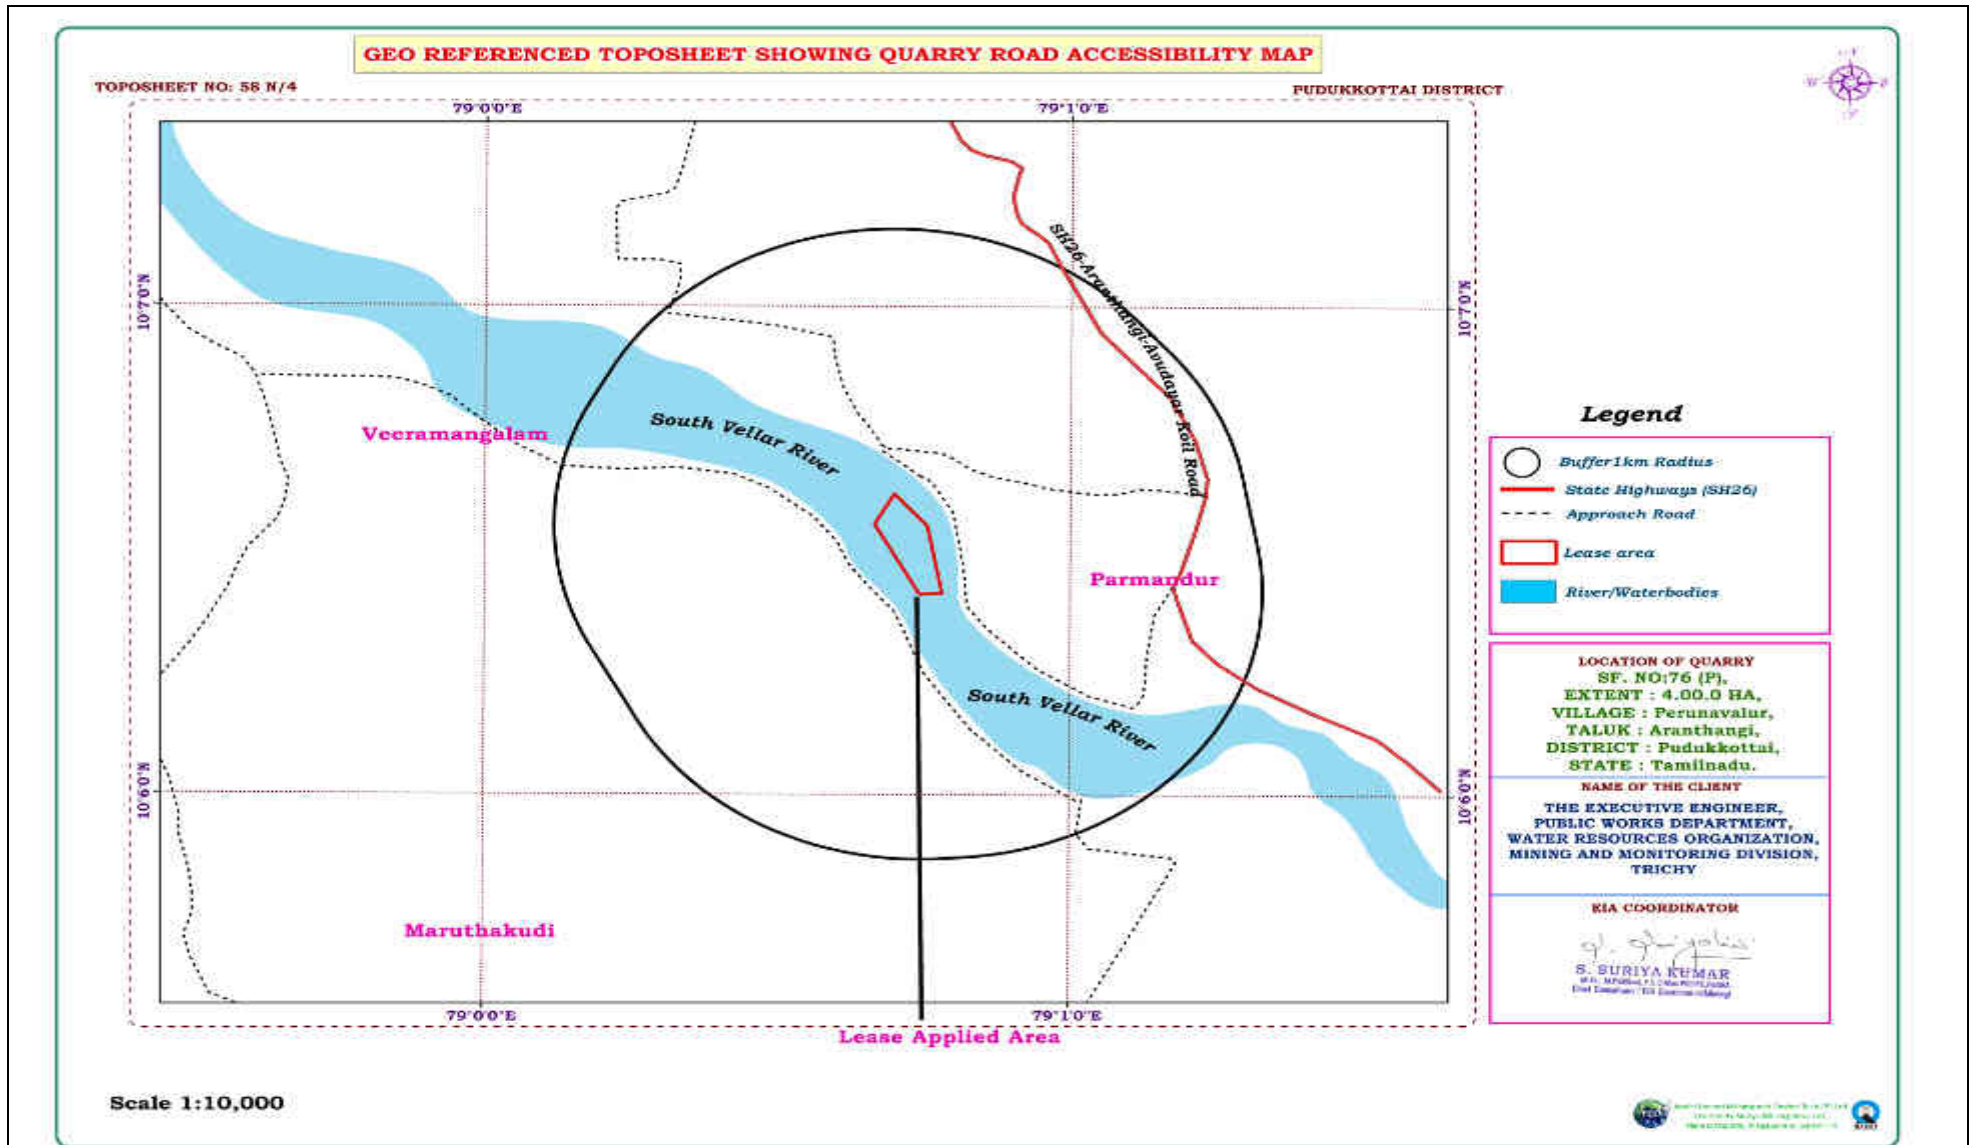 GEO REFERENCED TOPOSHEET SHOWING QUARRY ROAD ACCESSIBILITY MAP
TOPOSHEET NO: 58 N/4
PUDUKKOTTAI DISTRICT
79°0'0"E
79°1'0"E
10°7'0"N
10°7'0"N
SH26-Aranthangi-Avudayar Koil Road
South Vellar River
Veeramangalam
Parmandur
South Vellar River
10°6'0"N
10°6'0"N
Maruthakudi
79°0'0"E
79°1'0"E
Lease Applied Area
Scale 1:10,000
Legend
Buffer1km Radius
State Highways (SH26)
Approach Road
Lease area
River/Waterbodies
LOCATION OF QUARRY
SF. NO:76 (P),
EXTENT : 4.00.0 HA,
VILLAGE : Perunavalur,
TALUK : Aranthangi,
DISTRICT : Pudukkottai,
STATE : Tamilnadu.
NAME OF THE CLIENT
THE EXECUTIVE ENGINEER,
PUBLIC WORKS DEPARTMENT,
WATER RESOURCES ORGANIZATION,
MINING AND MONITORING DIVISION,
TRICHY
EIA COORDINATOR
S. SURIYA KUMAR